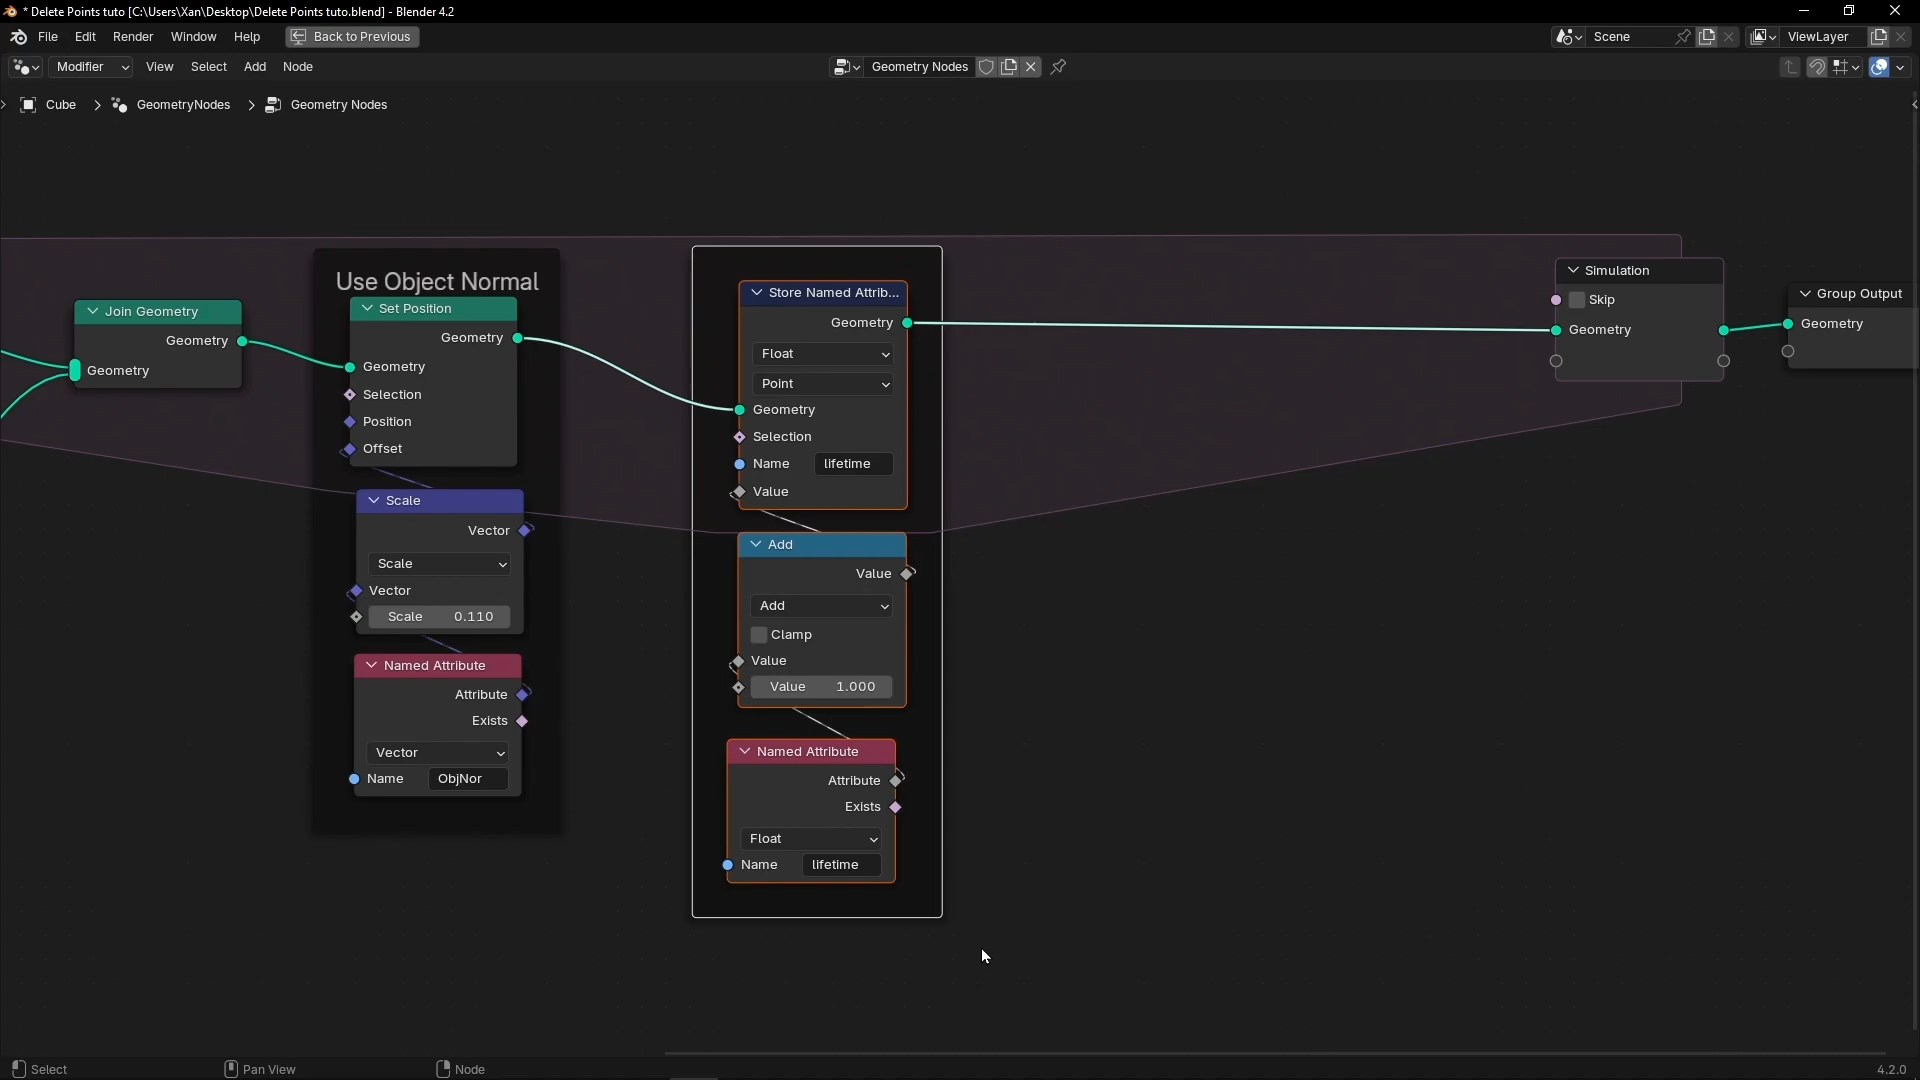 * Delete Points tuto [C:\Users\Xan\Desktop\Delete Points tuto.blend] - Blender 4.2
File Edit Render Window Help Back to Previous Scene ViewLayer
Modifier View Select Add Node Geometry Nodes
Cube GeometryNodes Geometry Nodes
Join Geometry
Geometry
Geometry
Use Object Normal
Set Position
Geometry
Geometry
Selection
Position
Offset
Scale
Vector
Scale
Vector
Scale 0.110
Named Attribute
Attribute
Exists
Vector
Name ObjNor
Store Named Attrib...
Geometry
Float
Point
Geometry
Selection
Name lifetime
Value
Add
Value
Add
Clamp
Value
Value 1.000
Named Attribute
Attribute
Exists
Float
Name lifetime
Simulation
Skip
Geometry
Group Output
Geometry
Select Pan View Node 4.2.0